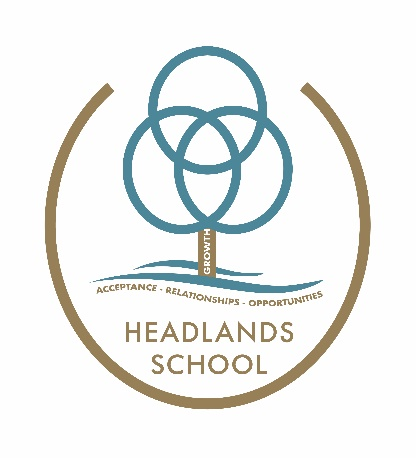 GROWTH
ACCEPTANCE - RELATIONSHIPS - OPPORTUNITIES
HEADLANDS
SCHOOL